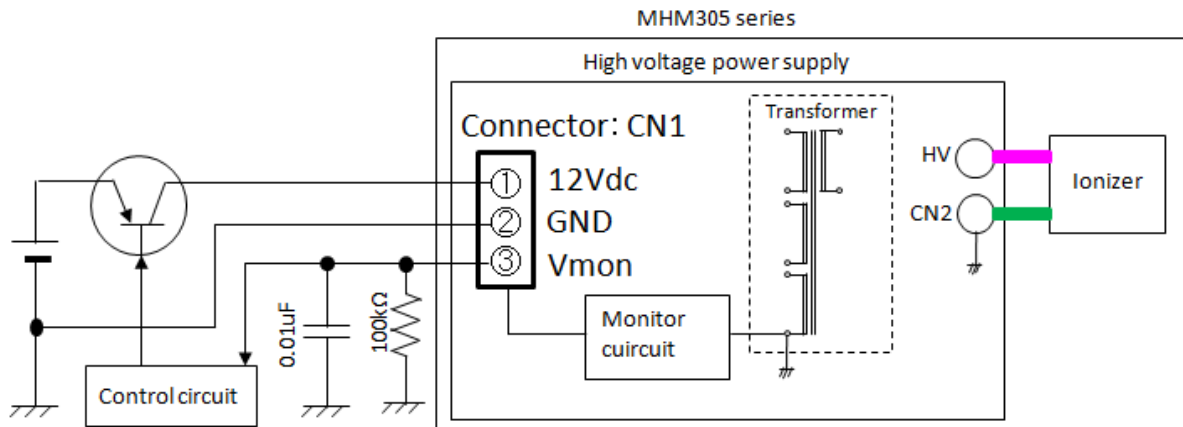 MHM305 series
High voltage power supply
Transformer
Connector: CN1
① 12Vdc
② GND
③ Vmon
HV
CN2
Ionizer
0.01uF
100kΩ
Monitor
cuircuit
Control circuit